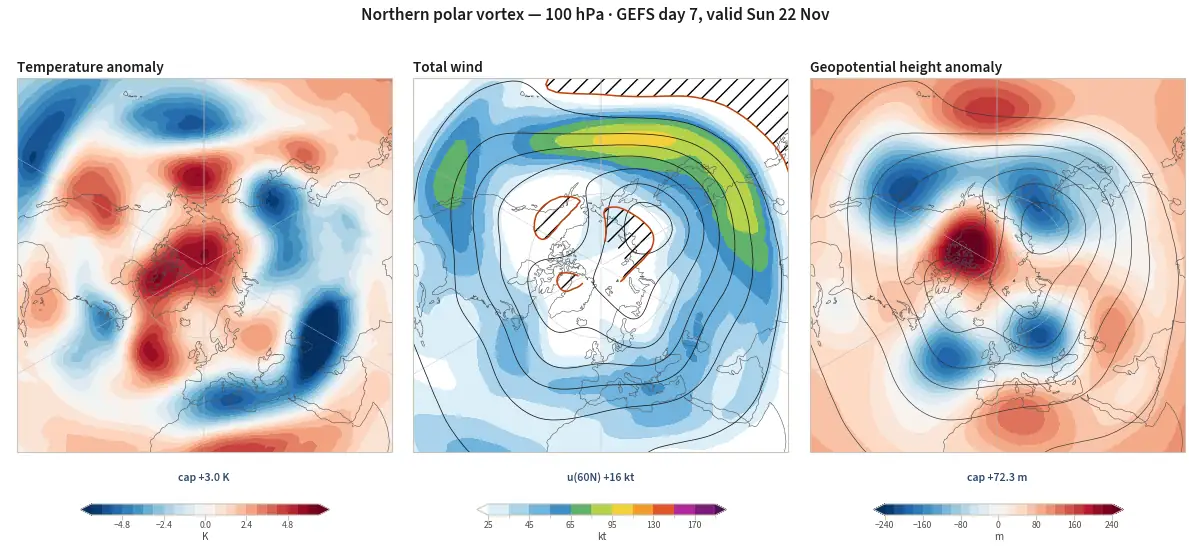 Northern polar vortex — 100 hPa · GEFS day 7, valid Sun 22 Nov
Temperature anomaly
Total wind
Geopotential height anomaly
cap +3.0 K
u(60N) +16 kt
cap +72.3 m
−4.8 −2.4 0.0 2.4 4.8
K
25 45 65 95 130 170
kt
−240 −160 −80 0 80 160 240
m